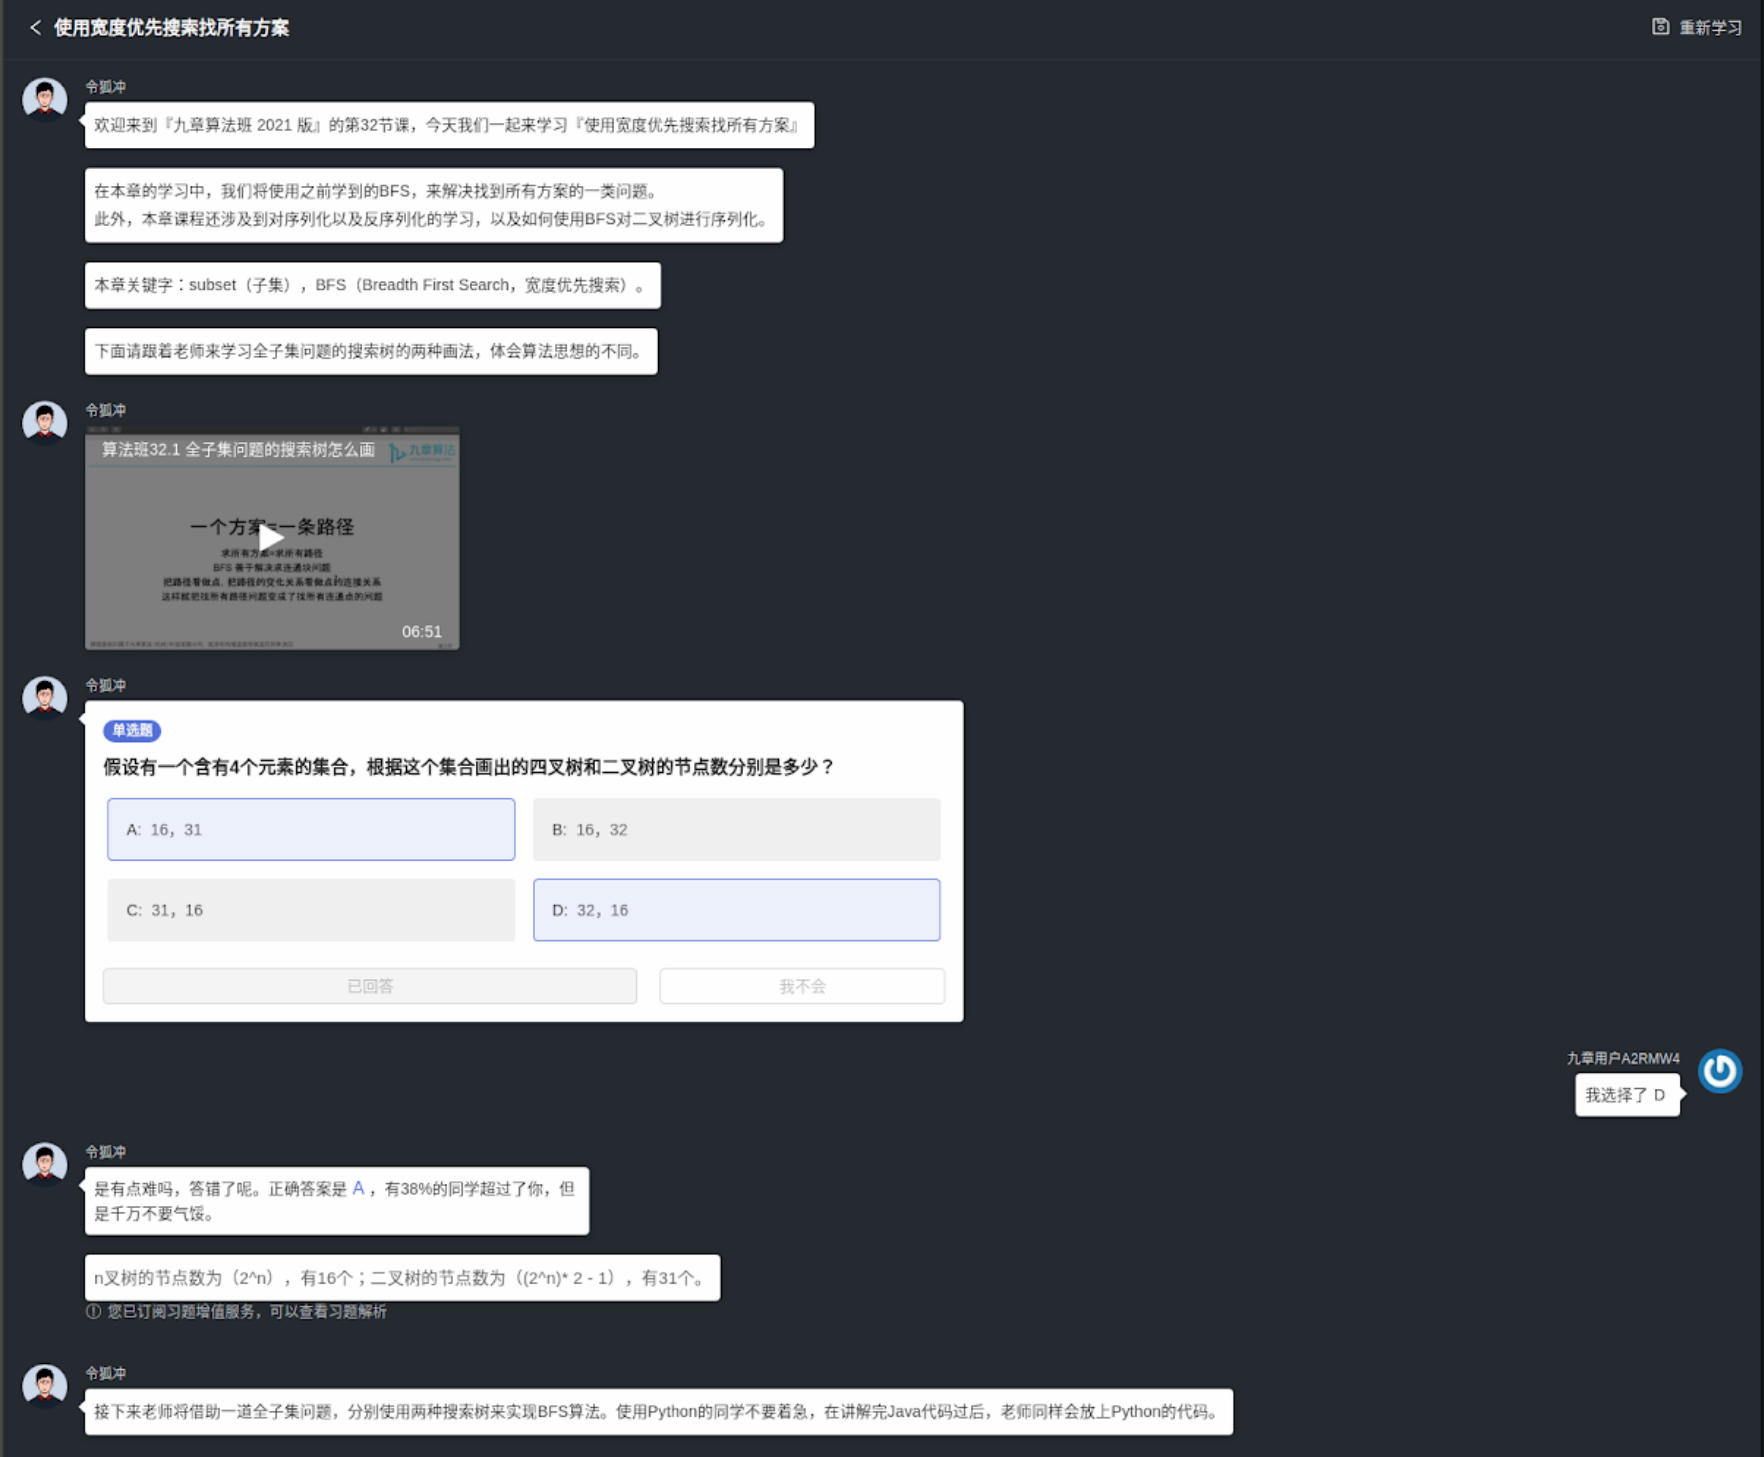 使用宽度优先搜索找所有方案
重新学习
令狐冲
欢迎来到『九章算法班 2021 版』的第32节课，今天我们一起来学习『使用宽度优先搜索找所有方案』
在本章的学习中，我们将使用之前学到的BFS，来解决找到所有方案的一类问题。
此外，本章课程还涉及到对序列化以及反序列化的学习，以及如何使用BFS对二叉树进行序列化。
本章关键字：subset（子集），BFS（Breadth First Search，宽度优先搜索）。
下面请跟着老师来学习全子集问题的搜索树的两种画法，体会算法思想的不同。
令狐冲
算法班32.1 全子集问题的搜索树怎么画
九章算法
一个方案=一条路径
求所有方案=求所有路径
BFS 善于解决求连通块问题
把路径看做点, 把路径的变化关系看做点的连接关系
这样就把找所有路径问题变成了找所有连通点的问题
06:51
令狐冲
单选题
假设有一个含有4个元素的集合，根据这个集合画出的四叉树和二叉树的节点数分别是多少？
A: 16，31
B: 16，32
C: 31，16
D: 32，16
已回答
我不会
九章用户A2RMW4
我选择了 D
令狐冲
是有点难吗，答错了呢。正确答案是 A ，有38%的同学超过了你，但
是千万不要气馁。
n叉树的节点数为（2^n），有16个；二叉树的节点数为（(2^n)* 2 - 1），有31个。
您已订阅习题增值服务，可以查看习题解析
令狐冲
接下来老师将借助一道全子集问题，分别使用两种搜索树来实现BFS算法。使用Python的同学不要着急，在讲解完Java代码过后，老师同样会放上Python的代码。